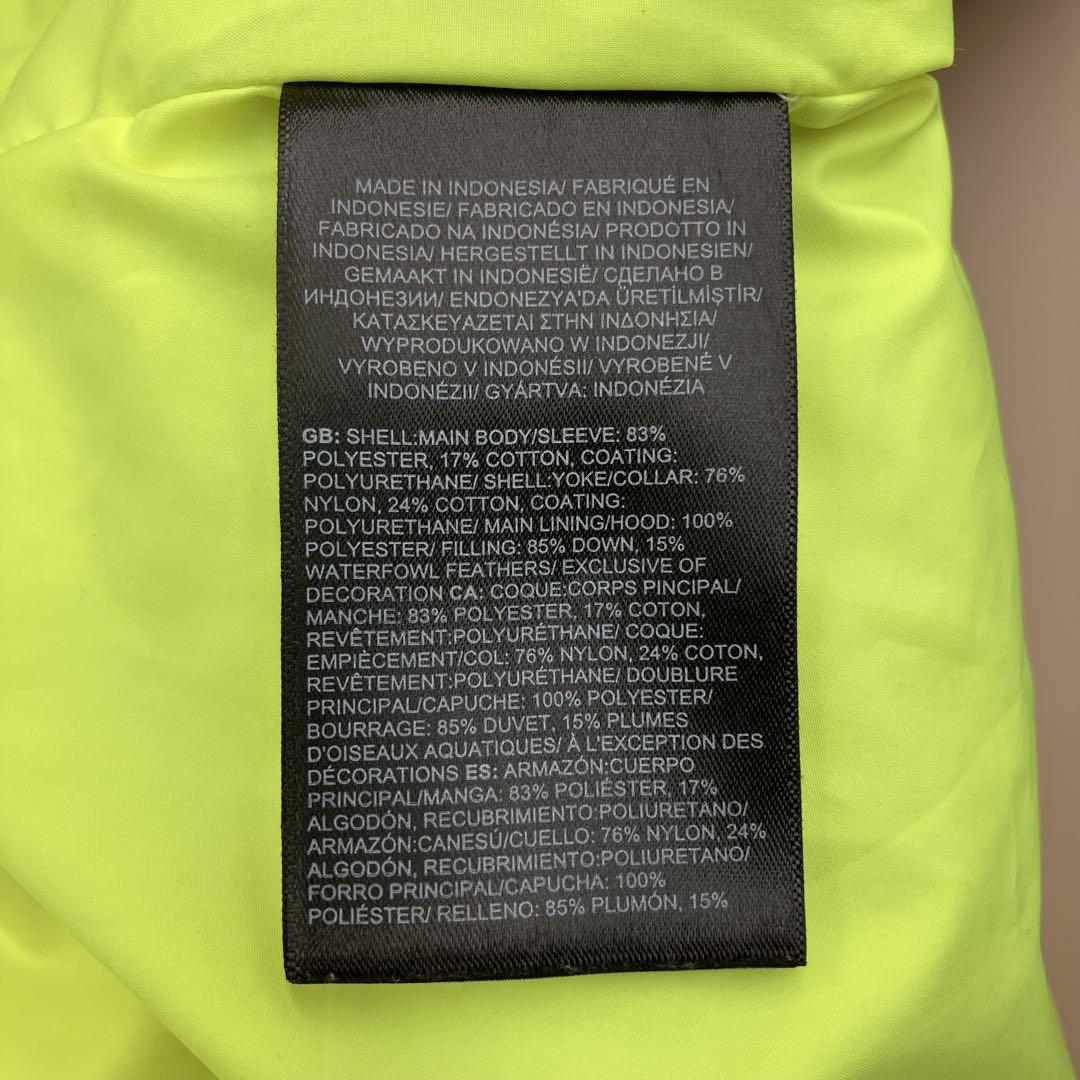 MADE IN INDONESIA/ FABRIQUÉ EN
INDONESIE/ FABRICADO EN INDONESIA/
FABRICADO NA INDONÉSIA/ PRODOTTO IN
INDONESIA/ HERGESTELLT IN INDONESIEN/
GEMAAKT IN INDONESIË/ СДЕЛАНО В
ИНДОНЕЗИИ/ ENDONEZYA'DA ÜRETİLMİŞTİR/
ΚΑΤΑΣΚΕΥΑΖΕΤΑΙ ΣΤΗΝ ΙΝΔΟΝΗΣΙΑ/
WYPRODUKOWANO W INDONEZJI/
VYROBENO V INDONÉSII/ VYROBENÉ V
INDONÉZII/ GYÁRTVA: INDONÉZIA
GB: SHELL:MAIN BODY/SLEEVE: 83%
POLYESTER, 17% COTTON, COATING:
POLYURETHANE/ SHELL:YOKE/COLLAR: 76%
NYLON, 24% COTTON, COATING:
POLYURETHANE/ MAIN LINING/HOOD: 100%
POLYESTER/ FILLING: 85% DOWN, 15%
WATERFOWL FEATHERS/ EXCLUSIVE OF
DECORATION CA: COQUE:CORPS PINCIPAL/
MANCHE: 83% POLYESTER, 17% COTON,
REVÊTEMENT:POLYURÉTHANE/ COQUE:
EMPIÈCEMENT/COL: 76% NYLON, 24% COTON,
REVÊTEMENT:POLYURÉTHANE/ DOUBLURE
PRINCIPAL/CAPUCHE: 100% POLYESTER/
BOURRAGE: 85% DUVET, 15% PLUMES
D'OISEAUX AQUATIQUES/ À L'EXCEPTION DES
DÉCORATIONS ES: ARMAZÓN:CUERPO
PRINCIPAL/MANGA: 83% POLIÉSTER, 17%
ALGODÓN, RECUBRIMIENTO:POLIURETANO/
ARMAZÓN:CANESÚ/CUELLO: 76% NYLON, 24%
ALGODÓN, RECUBRIMIENTO:POLIURETANO/
FORRO PRINCIPAL/CAPUCHA: 100%
POLIÉSTER/ RELLENO: 85% PLUMÓN, 15%